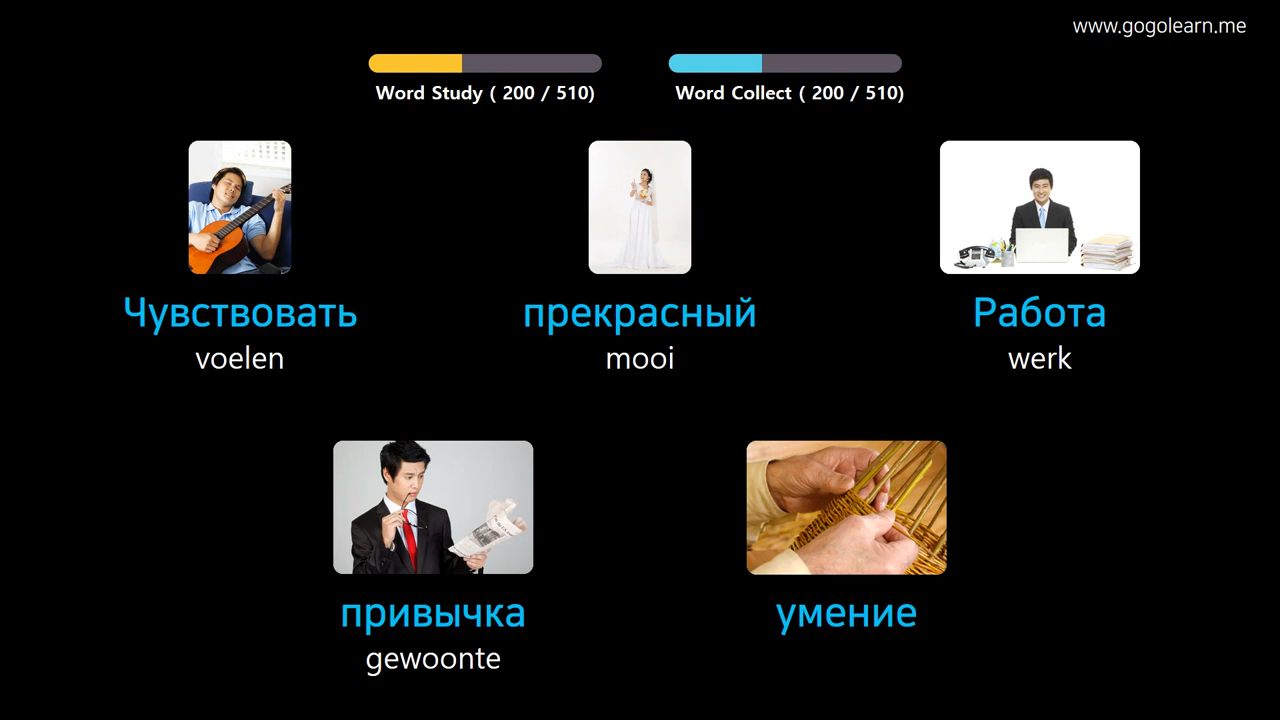 www.gogolearn.me
Word Study ( 200 / 510)
Word Collect ( 200 / 510)
Чувствовать
voelen
прекрасный
mooi
Работа
werk
привычка
gewoonte
умение